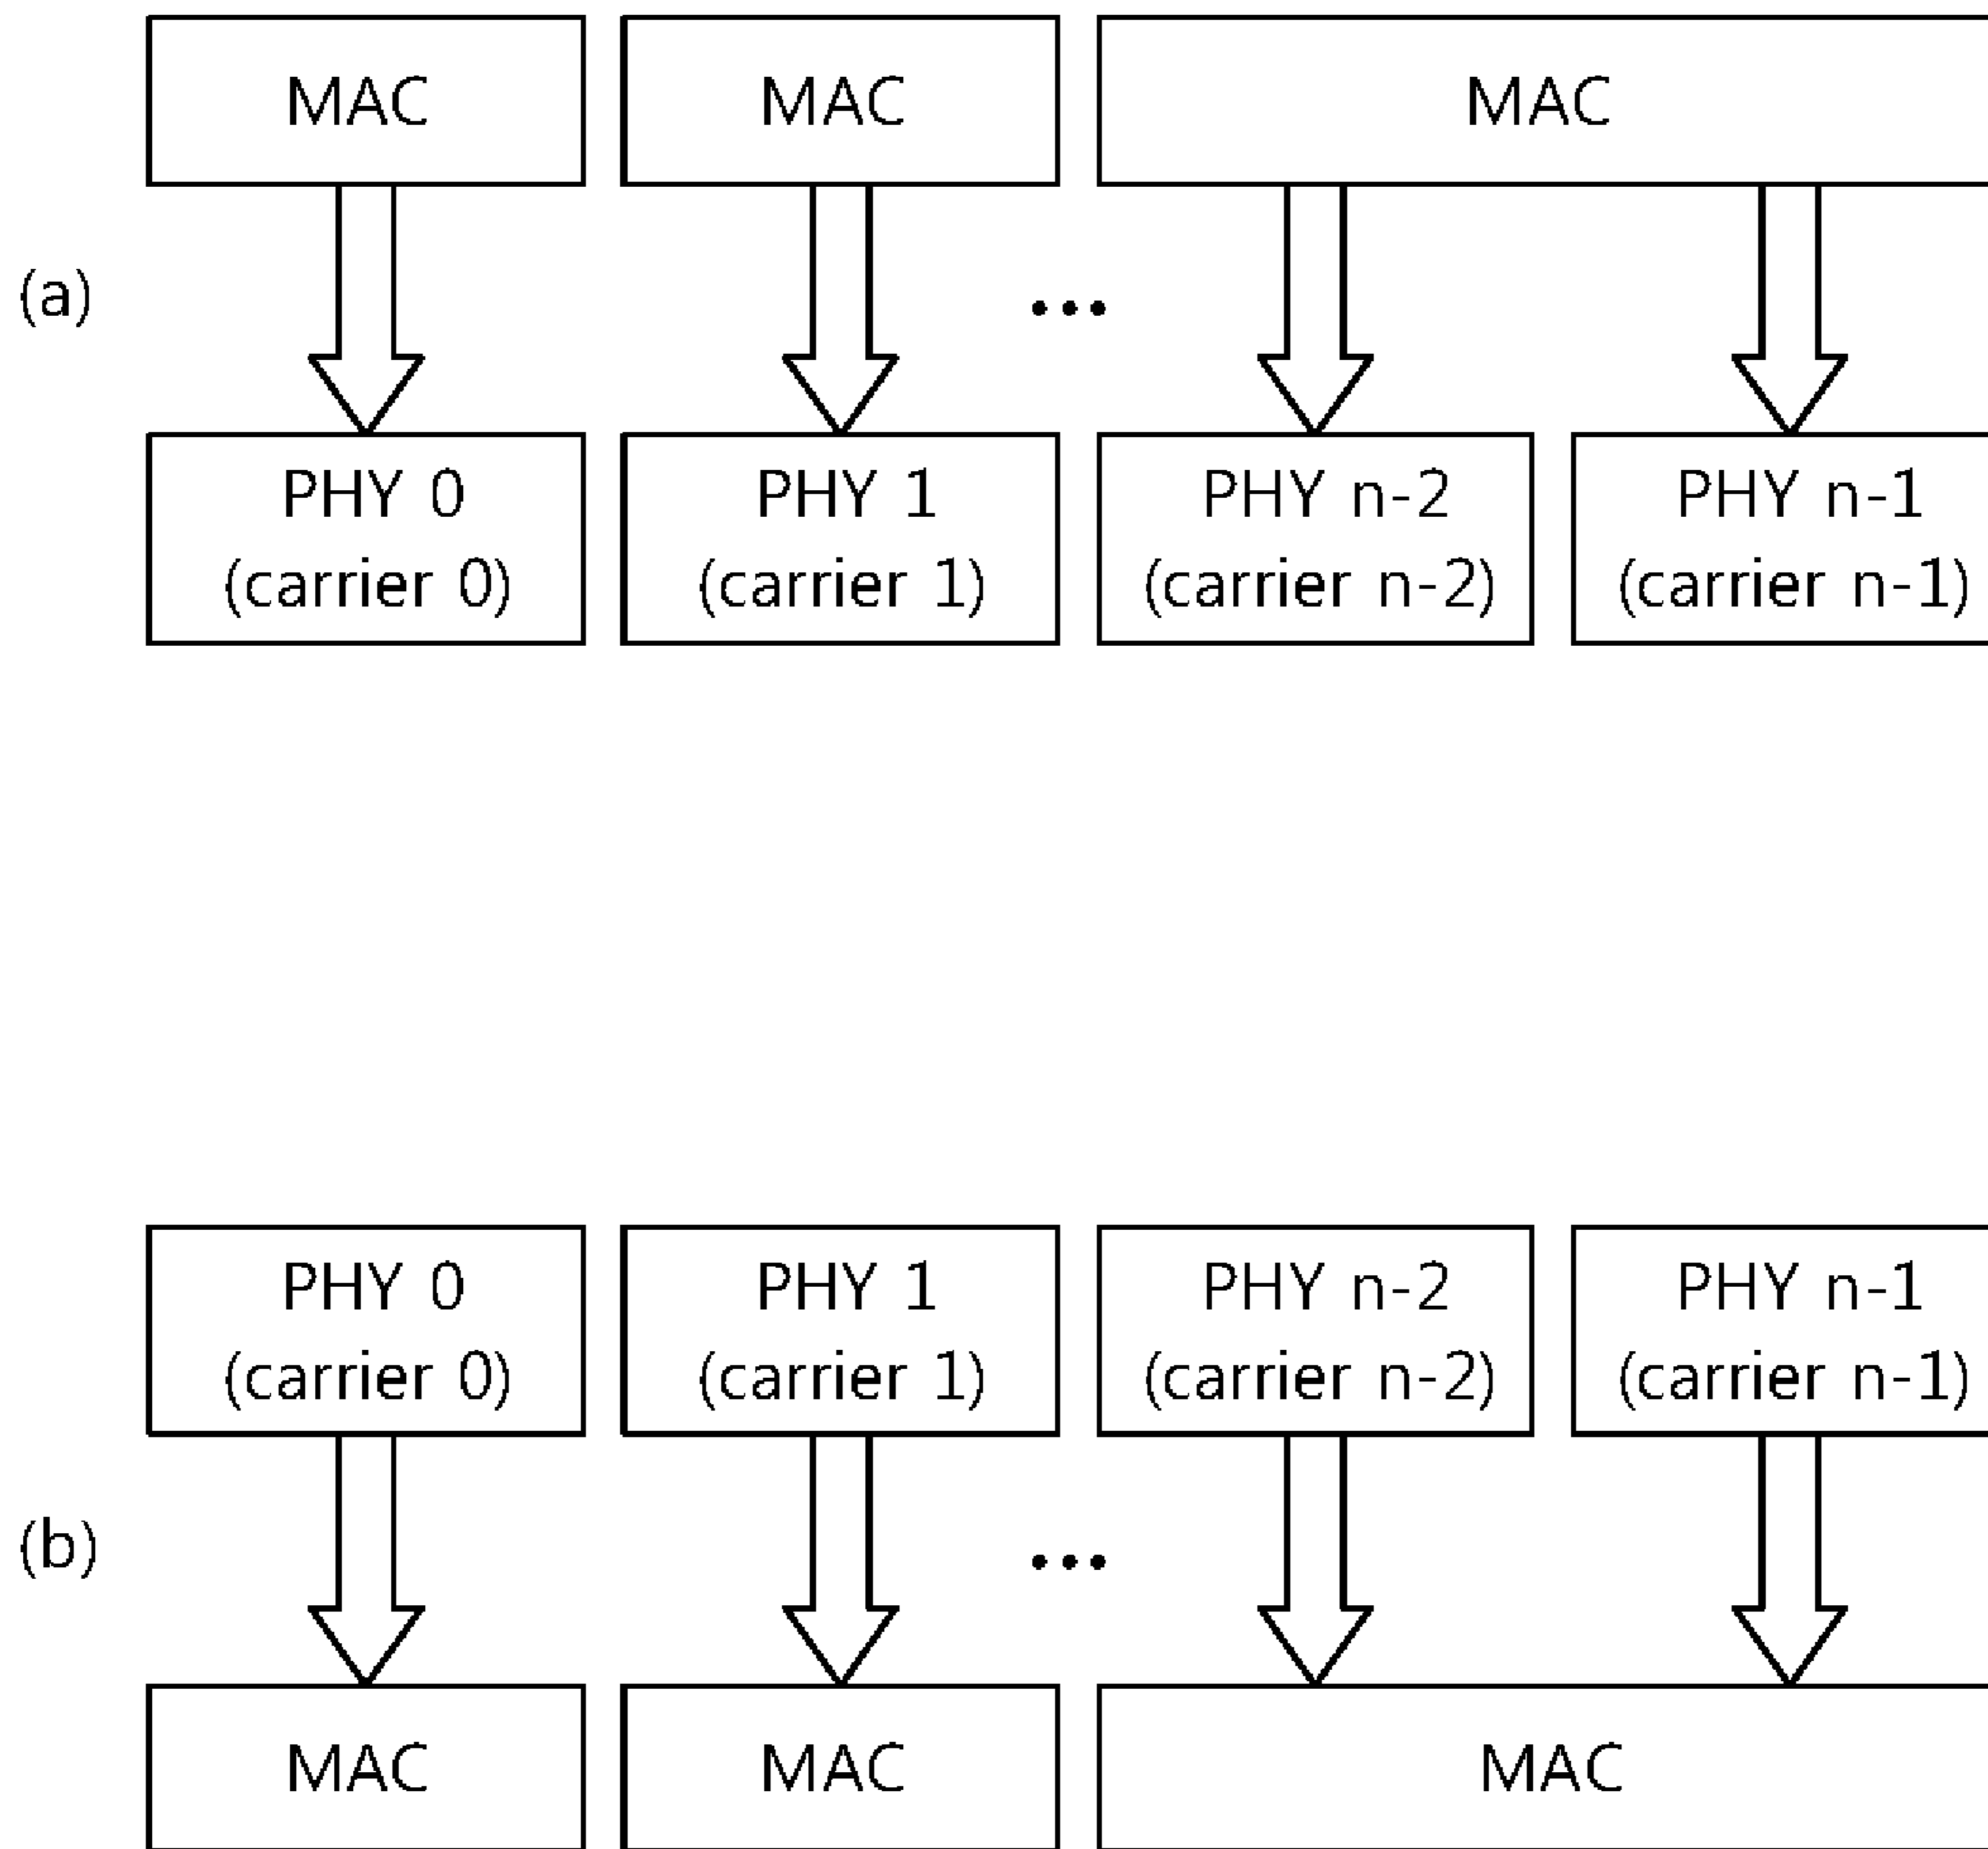 MAC MAC MAC
(a)
...
PHY 0 PHY 1 PHY n-2 PHY n-1
(carrier 0) (carrier 1) (carrier n-2) (carrier n-1)
PHY 0 PHY 1 PHY n-2 PHY n-1
(carrier 0) (carrier 1) (carrier n-2) (carrier n-1)
(b)
...
MAC MAC MAC